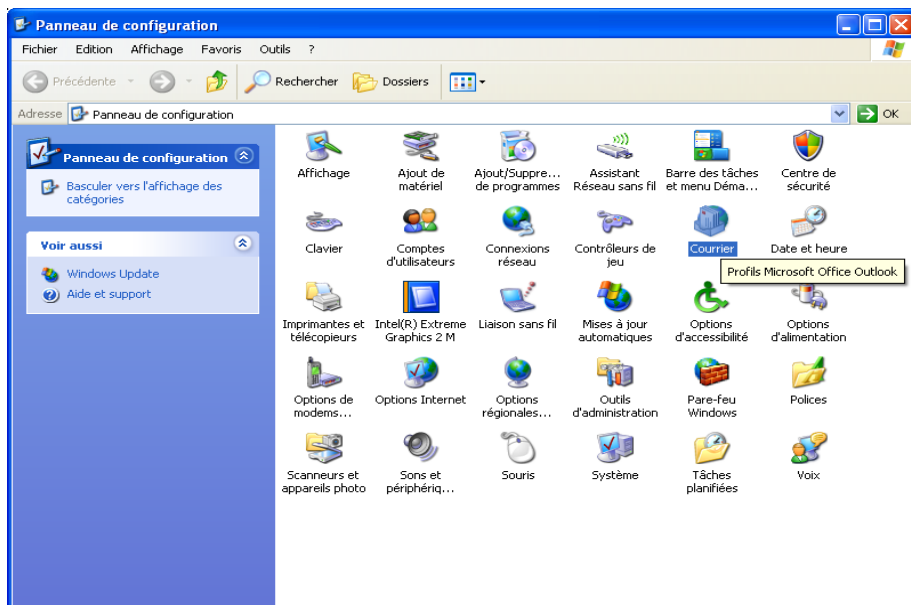 Panneau de configuration
Fichier Edition Affichage Favoris Outils ?
Précédente Rechercher Dossiers
Adresse Panneau de configuration OK
Panneau de configuration
Basculer vers l'affichage des
catégories
Voir aussi
Windows Update
Aide et support
Affichage
Ajout de
matériel
Ajout/Suppre...
de programmes
Assistant
Réseau sans fil
Barre des tâches
et menu Déma...
Centre de
sécurité
Clavier
Comptes
d'utilisateurs
Connexions
réseau
Contrôleurs de
jeu
Courrier
Date et heure
Profils Microsoft Office Outlook
Imprimantes et
télécopieurs
Intel(R) Extreme
Graphics 2 M
Liaison sans fil
Mises à jour
automatiques
Options
d'accessibilité
Options
d'alimentation
Options de
modems...
Options Internet
Options
régionales...
Outils
d'administration
Pare-feu
Windows
Polices
Scanneurs et
appareils photo
Sons et
périphériq...
Souris
Système
Tâches
planifiées
Voix